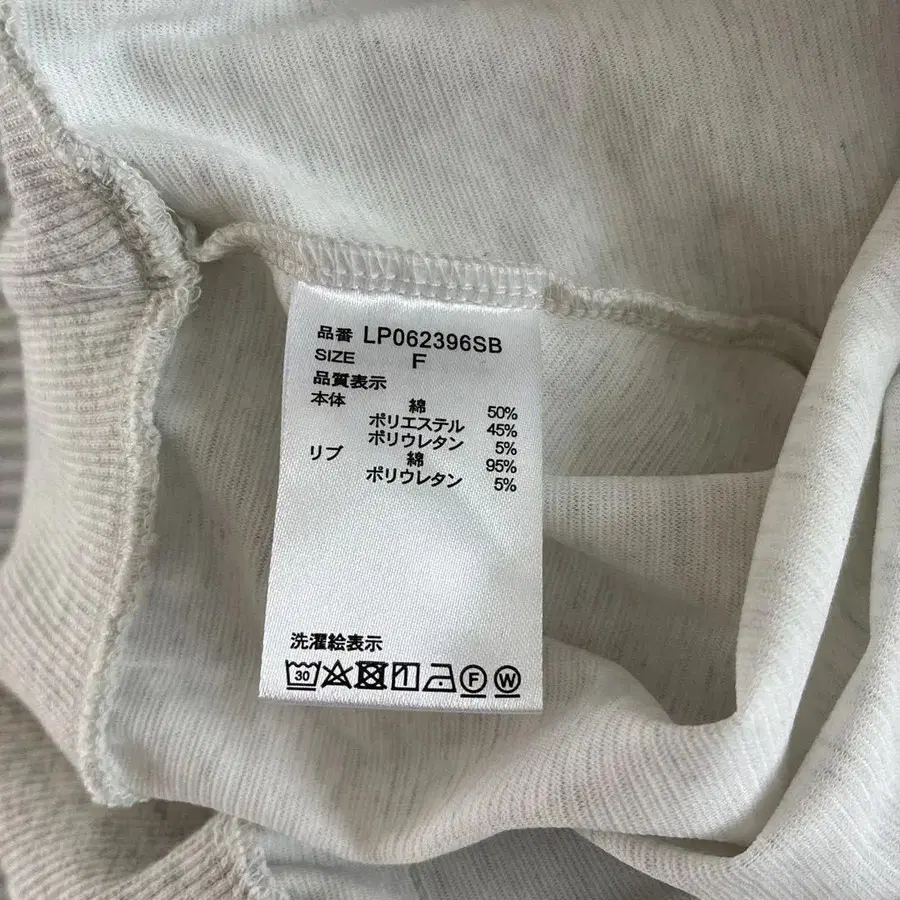 品番 LP062396SB
SIZE F
品質表示
本体 綿 50%
ポリエステル 45%
ポリウレタン 5%
リブ 綿 95%
ポリウレタン 5%
洗濯絵表示
30 F W